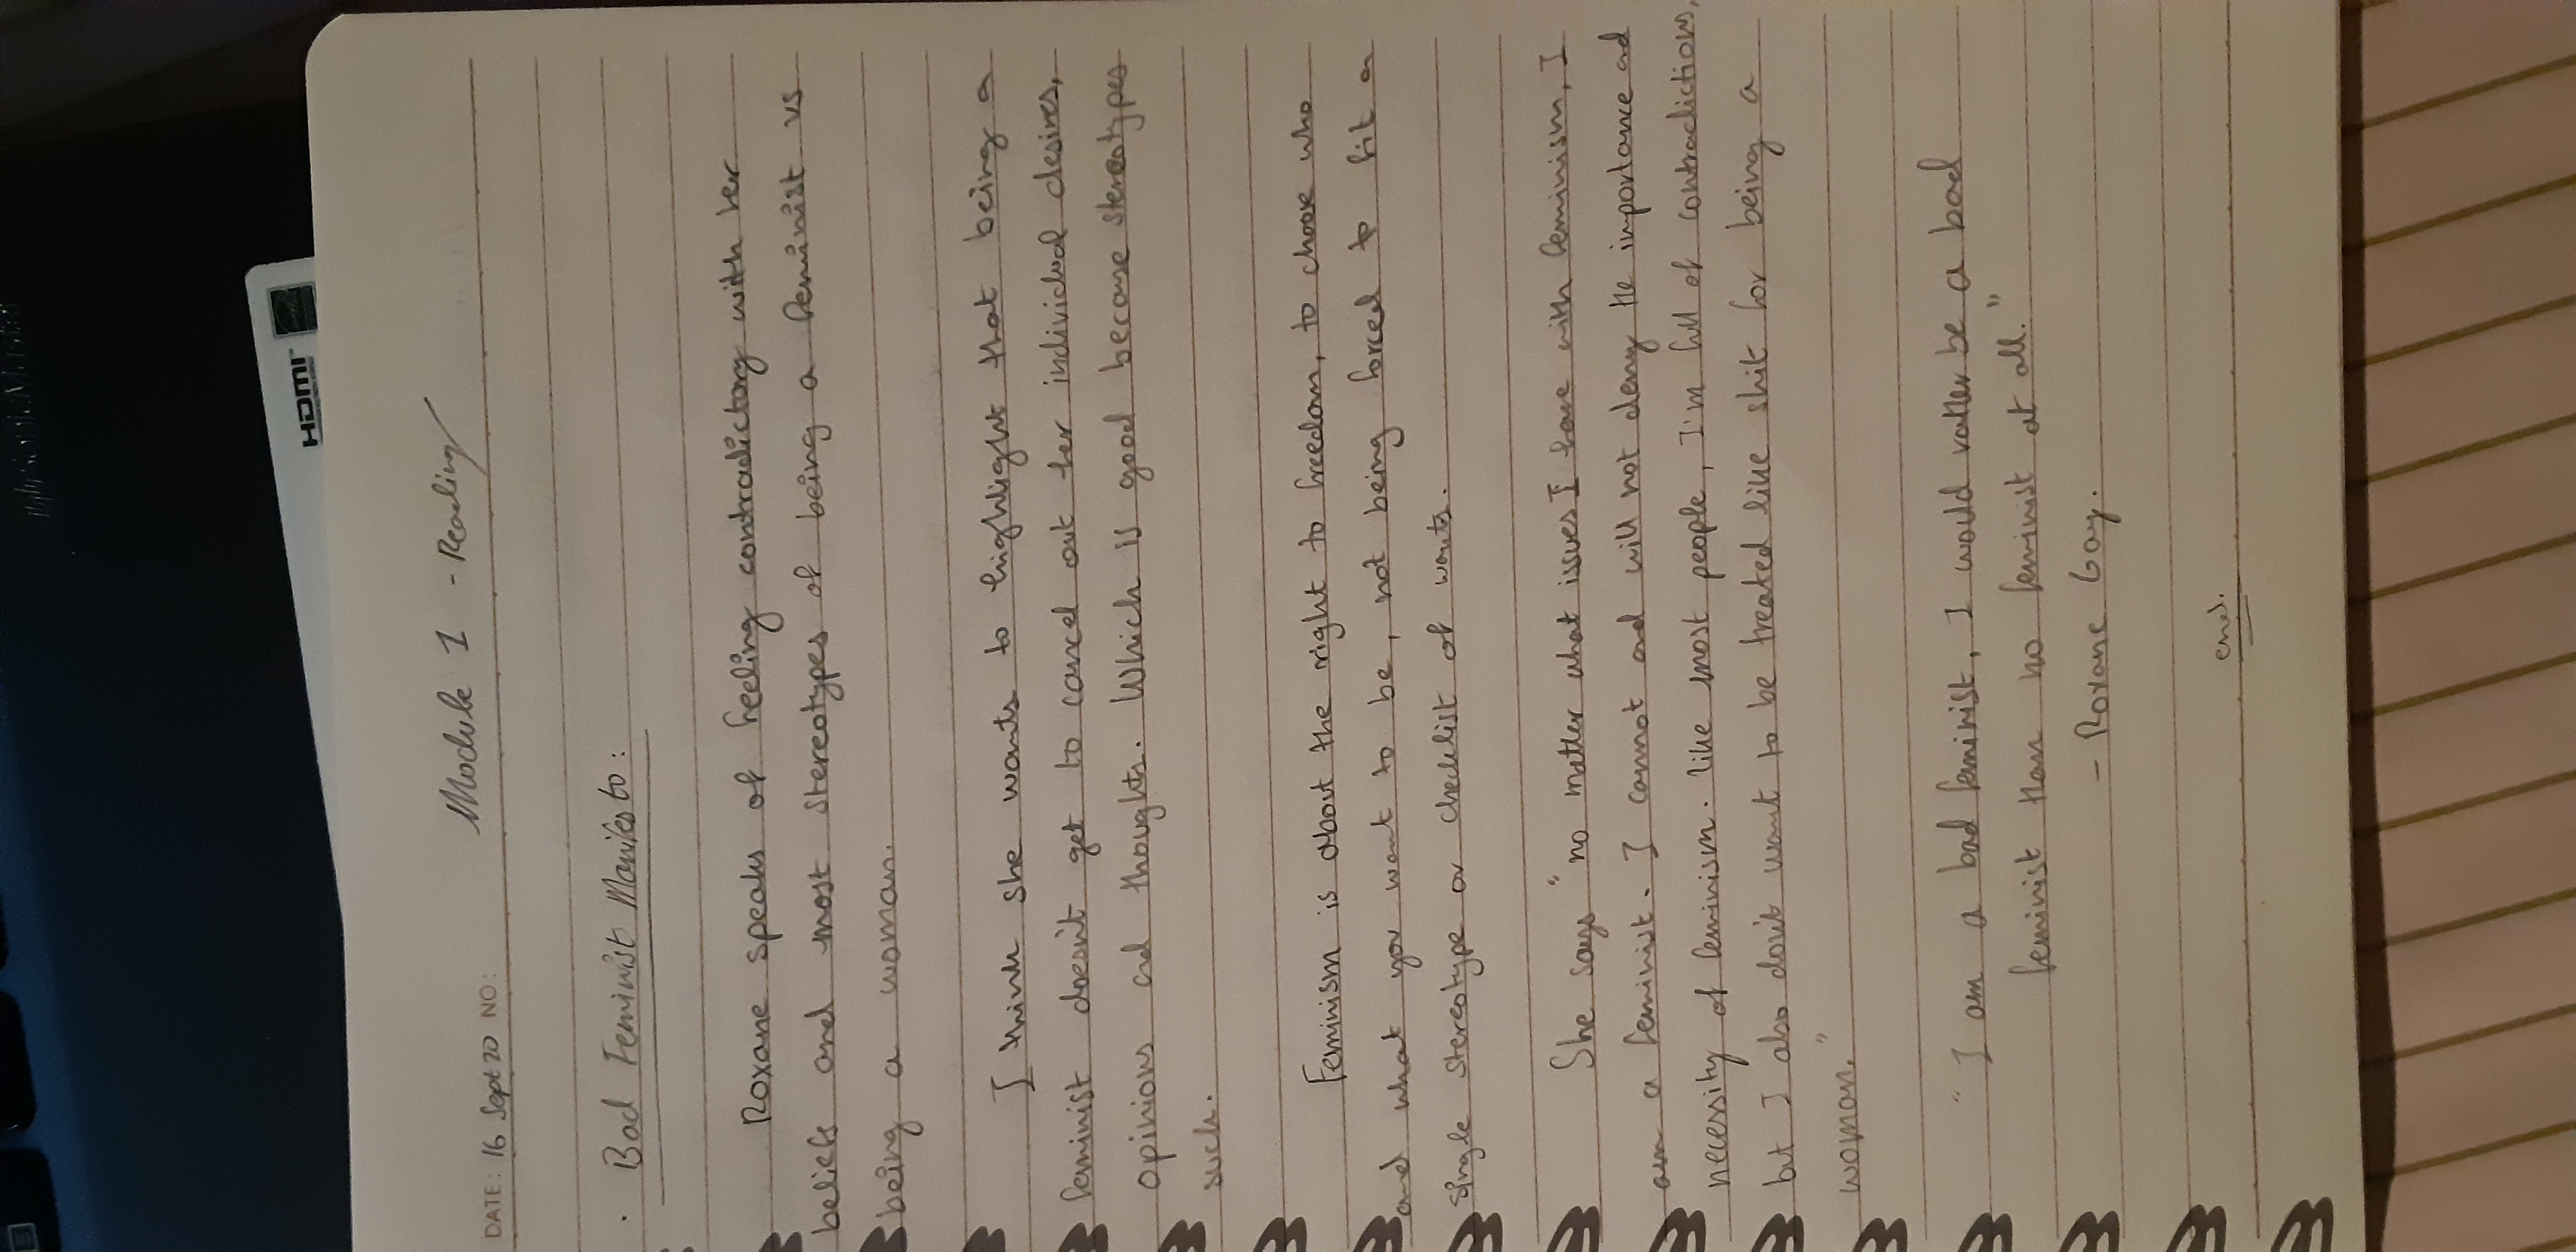 HDMI
Module 1 - Reading
DATE: 16 Sept 20 NO:
· Bad Feminist Manifesto:
Roxane speaks of feeling contradictory with her
beliefs and most stereotypes of being a feminist vs
being a woman.
I think she wants to highlight that being a
feminist doesn't get to cancel out her individual desires,
opinions and thoughts. Which is good because stereotypes
suck.
Feminism is about the right to freedom, to choose who
and what you want to be, not being forced to fit a
single stereotype or checklist of wants.
She says "no matter what issues I have with feminism, I
am a feminist. I cannot and will not deny the importance and
necessity of feminism. Like most people, I'm full of contradictions,
but I also don't want to be treated like shit for being a
woman."
"I am a bad feminist, I would rather be a bad
feminist than no feminist at all."
- Roxane Gay.
end.